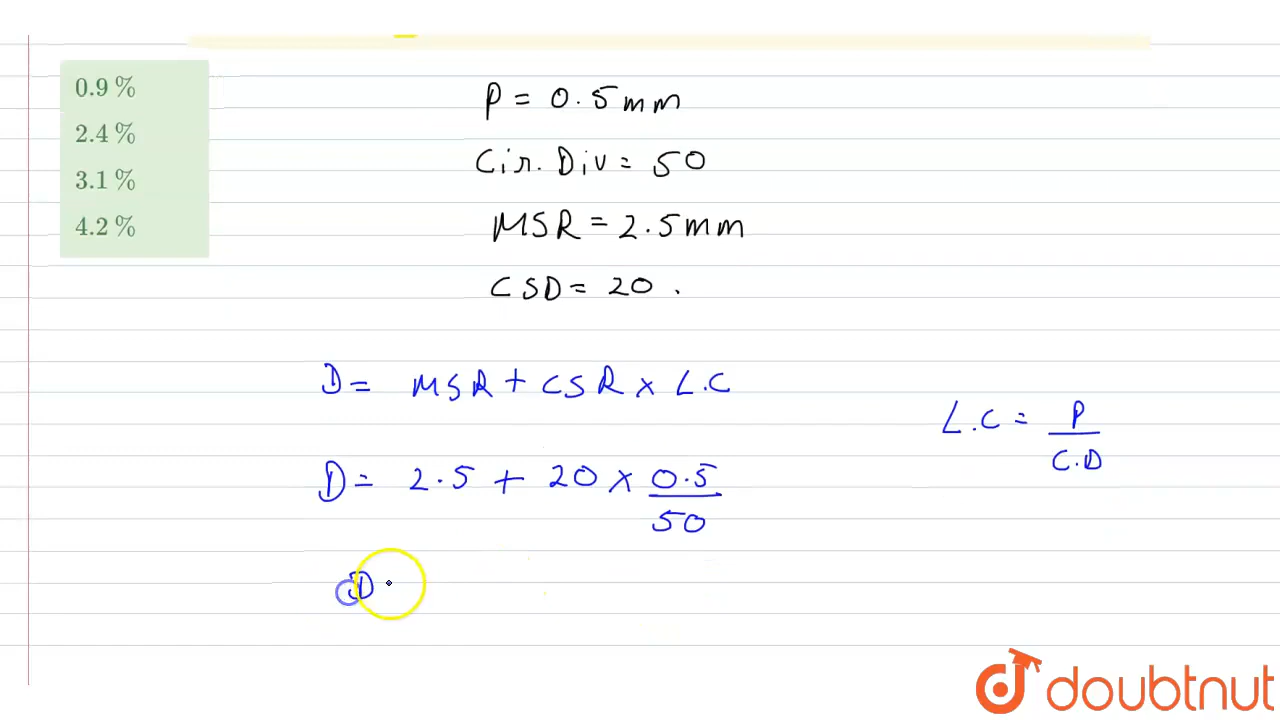 0.9 %
2.4 %
3.1 %
4.2 %
P = 0.5 mm
Cir. Div = 50
MSR = 2.5 mm
CSD = 20 .
D = MSR + CSR × L.C
L.C = P / C.D
D = 2.5 + 20 × 0.5 / 50
D
doubtnut